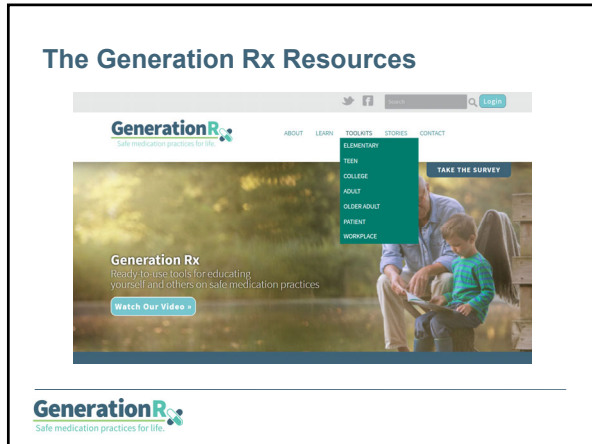 The Generation Rx Resources
Search
Login
GenerationRx
Safe medication practices for life.
ABOUT LEARN TOOLKITS STORIES CONTACT
ELEMENTARY
TEEN
COLLEGE
ADULT
OLDER ADULT
PATIENT
WORKPLACE
TAKE THE SURVEY
Generation Rx
Ready-to-use tools for educating
yourself and others on safe medication practices
Watch Our Video »
GenerationRx
Safe medication practices for life.